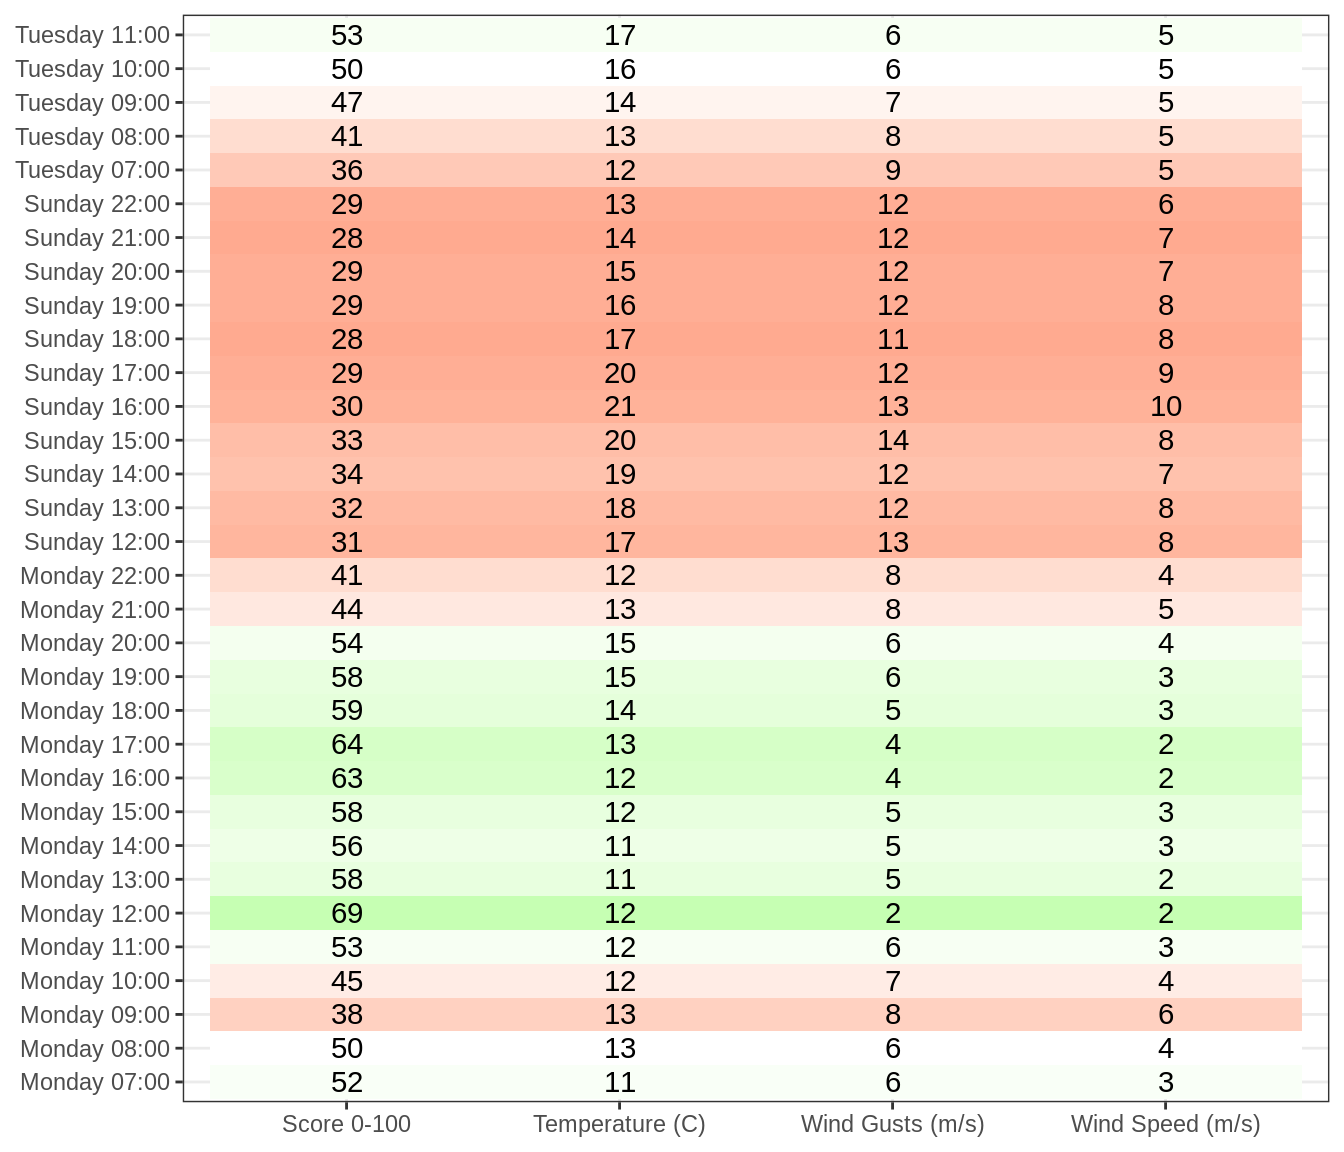 Tuesday 11:00 53 17 6 5
Tuesday 10:00 50 16 6 5
Tuesday 09:00 47 14 7 5
Tuesday 08:00 41 13 8 5
Tuesday 07:00 36 12 9 5
Sunday 22:00 29 13 12 6
Sunday 21:00 28 14 12 7
Sunday 20:00 29 15 12 7
Sunday 19:00 29 16 12 8
Sunday 18:00 28 17 11 8
Sunday 17:00 29 20 12 9
Sunday 16:00 30 21 13 10
Sunday 15:00 33 20 14 8
Sunday 14:00 34 19 12 7
Sunday 13:00 32 18 12 8
Sunday 12:00 31 17 13 8
Monday 22:00 41 12 8 4
Monday 21:00 44 13 8 5
Monday 20:00 54 15 6 4
Monday 19:00 58 15 6 3
Monday 18:00 59 14 5 3
Monday 17:00 64 13 4 2
Monday 16:00 63 12 4 2
Monday 15:00 58 12 5 3
Monday 14:00 56 11 5 3
Monday 13:00 58 11 5 2
Monday 12:00 69 12 2 2
Monday 11:00 53 12 6 3
Monday 10:00 45 12 7 4
Monday 09:00 38 13 8 6
Monday 08:00 50 13 6 4
Monday 07:00 52 11 6 3
Score 0-100 Temperature (C) Wind Gusts (m/s) Wind Speed (m/s)